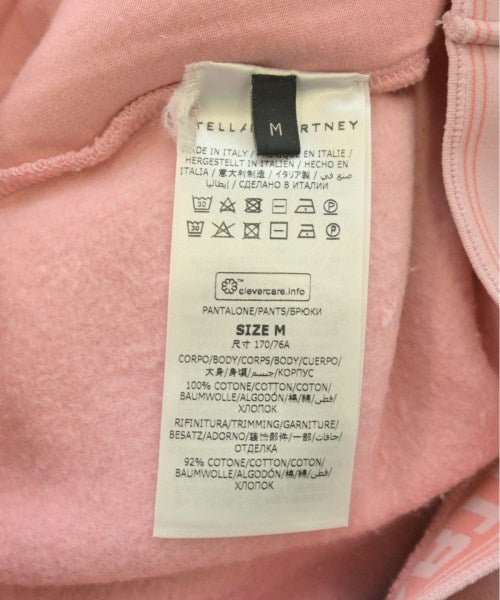 STELLA McCARTNEY
M
MADE IN ITALY / FABRIQUÉ EN ITALIE /
HERGESTELLT IN ITALIEN / HECHO EN
ITALIA / 意大利制造 / イタリア製 / صنع في
إيطاليا / СДЕЛАНО В ИТАЛИИ
30
P
30
P
clevercare.info
TM
PANTALONE/PANTS/БРЮКИ
SIZE M
尺寸 170/76A
CORPO/BODY/CORPS/BODY/CUERPO/
大身/身頃/جسم/КОРПУС
100% COTONE/COTTON/COTON/
BAUMWOLLE/ALGODÓN/棉/綿/قطن/
ХЛОПОК
RIFINITURA/TRIMMING/GARNITURE/
BESATZ/ADORNO/装饰部件/一部/حافات/
ОТДЕЛКА
92% COTONE/COTTON/COTON/
BAUMWOLLE/ALGODÓN/棉/綿/قطن/
ХЛОПОК